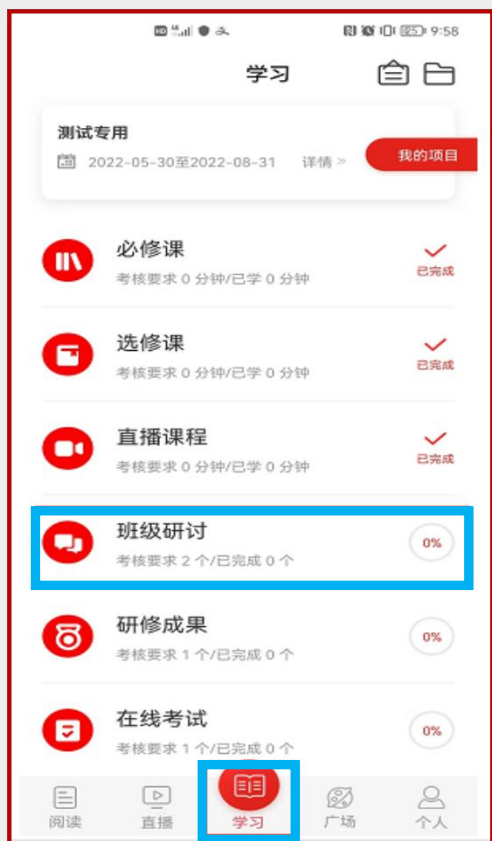 HD 25 9:58
学习
测试专用
2022-05-30至2022-08-31 详情 »
我的项目
必修课
考核要求 0 分钟/已学 0 分钟
已完成
选修课
考核要求 0 分钟/已学 0 分钟
已完成
直播课程
考核要求 0 分钟/已学 0 分钟
已完成
班级研讨
考核要求 2 个/已完成 0 个
0%
研修成果
考核要求 1 个/已完成 0 个
0%
在线考试
考核要求 1 个/已完成 0 个
0%
阅读 直播 学习 广场 个人